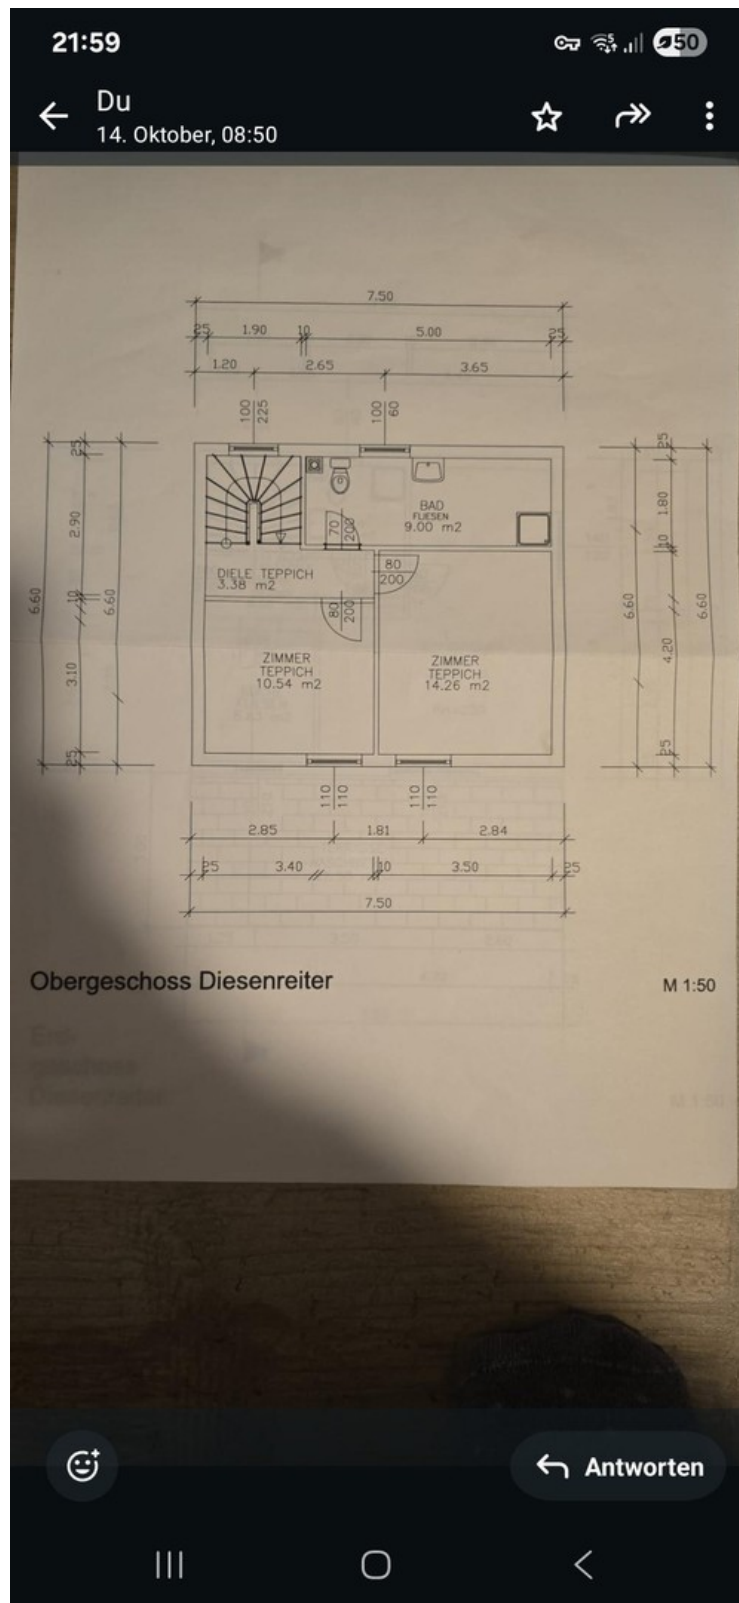 21:59
50
Du
14. Oktober, 08:50
7.50
25 1.90 10 5.00 25
1.20 2.65 3.65
100 225
100 60
25 2.90 10 3.10 25
6.60
6.60
25 1.80 10 4.20 25
6.60
6.60
BAD
FLIESEN
9.00 m2
70 200
80 200
DIELE TEPPICH
3.38 m2
80 200
ZIMMER
TEPPICH
10.54 m2
ZIMMER
TEPPICH
14.26 m2
110 110
110 110
2.85 1.81 2.84
25 3.40 10 3.50 25
7.50
Obergeschoss Diesenreiter
M 1:50
Antworten